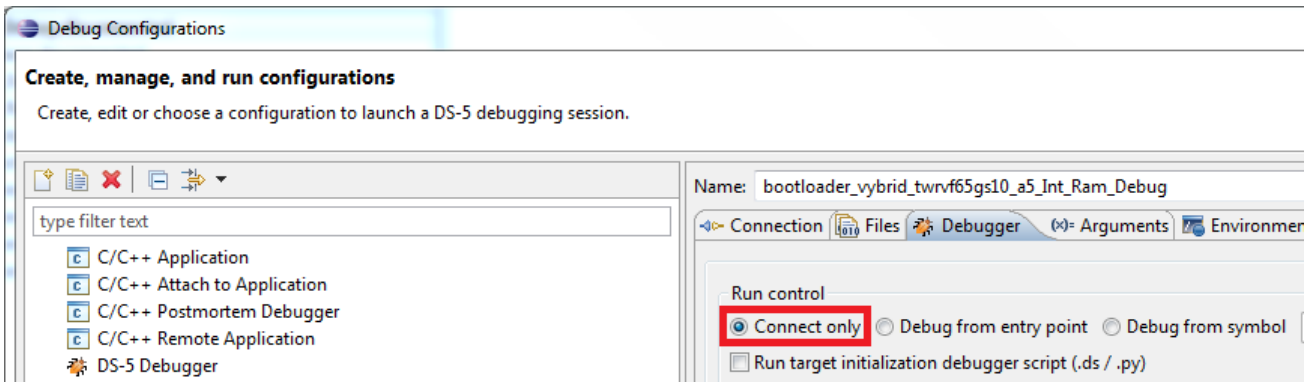 Debug Configurations
Create, manage, and run configurations
Create, edit or choose a configuration to launch a DS-5 debugging session.
Name: bootloader_vybrid_twrvf65gs10_a5_Int_Ram_Debug
type filter text
Connection Files Debugger (x)= Arguments Environmen
C/C++ Application
C/C++ Attach to Application
C/C++ Postmortem Debugger
C/C++ Remote Application
DS-5 Debugger
Run control
Connect only Debug from entry point Debug from symbol
Run target initialization debugger script (.ds / .py)